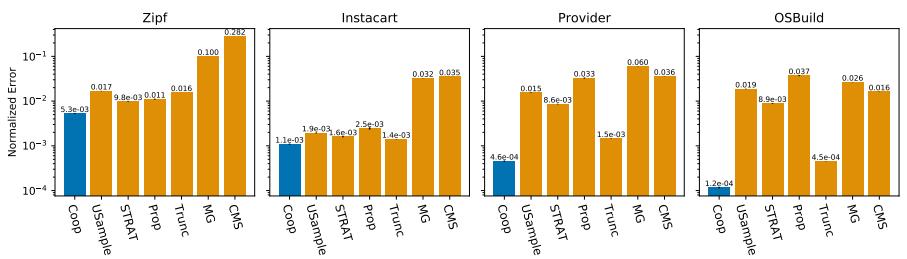 Zipf
Instacart
Provider
OSBuild
Normalized Error
10⁻¹
10⁻²
10⁻³
10⁻⁴
5.3e-03
0.017
9.8e-03
0.011
0.016
0.100
0.282
1.1e-03
1.9e-03
1.6e-03
2.5e-03
1.4e-03
0.032
0.035
4.6e-04
0.015
8.6e-03
0.033
1.5e-03
0.060
0.036
1.2e-04
0.019
8.9e-03
0.037
4.5e-04
0.026
0.016
Coop
USample
STRAT
Prop
Trunc
MG
CMS
Coop
USample
STRAT
Prop
Trunc
MG
CMS
Coop
USample
STRAT
Prop
Trunc
MG
CMS
Coop
USample
STRAT
Prop
Trunc
MG
CMS